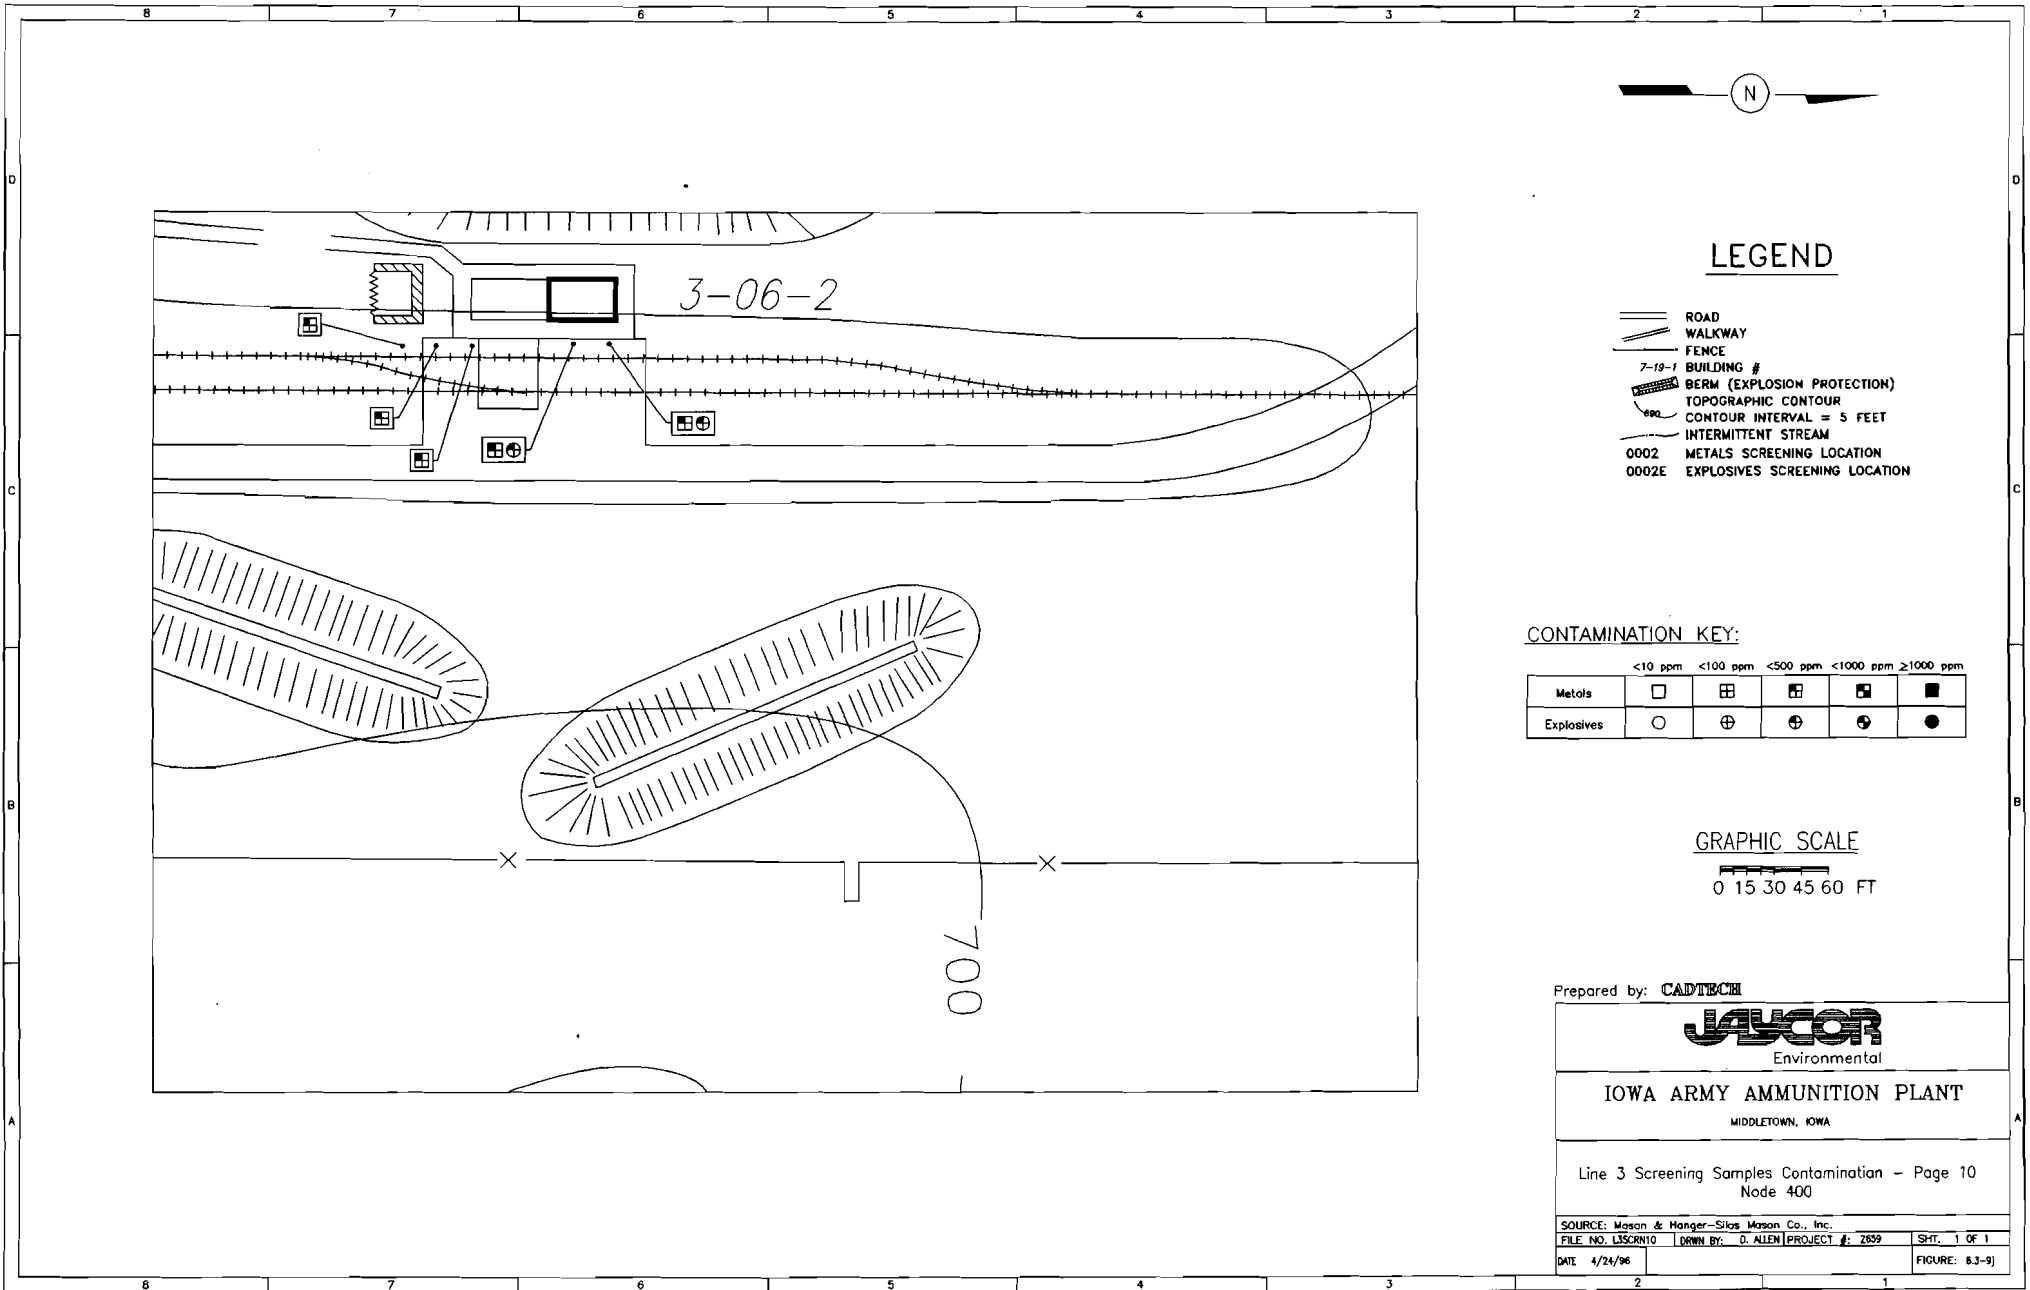 8 7 6 5 4 3 2 1
N
D D
3-06-2
LEGEND
ROAD
WALKWAY
FENCE
7-19-1 BUILDING #
BERM (EXPLOSION PROTECTION)
TOPOGRAPHIC CONTOUR
690 CONTOUR INTERVAL = 5 FEET
INTERMITTENT STREAM
0002 METALS SCREENING LOCATION
0002E EXPLOSIVES SCREENING LOCATION
C C
CONTAMINATION KEY:
<10 ppm <100 ppm <500 ppm <1000 ppm ≥1000 ppm
Metals
Explosives
B B
GRAPHIC SCALE
0 15 30 45 60 FT
700
Prepared by: CADTECH
JAYCOR
Environmental
IOWA ARMY AMMUNITION PLANT
MIDDLETOWN, IOWA
A A
Line 3 Screening Samples Contamination - Page 10
Node 400
SOURCE: Mason & Hanger-Silas Mason Co., Inc.
FILE NO. L3SCRN10 DRWN BY: D. ALLEN PROJECT #: 2659 SHT. 1 OF 1
DATE 4/24/96 FIGURE: 6.3-9j
8 7 6 5 4 3 2 1